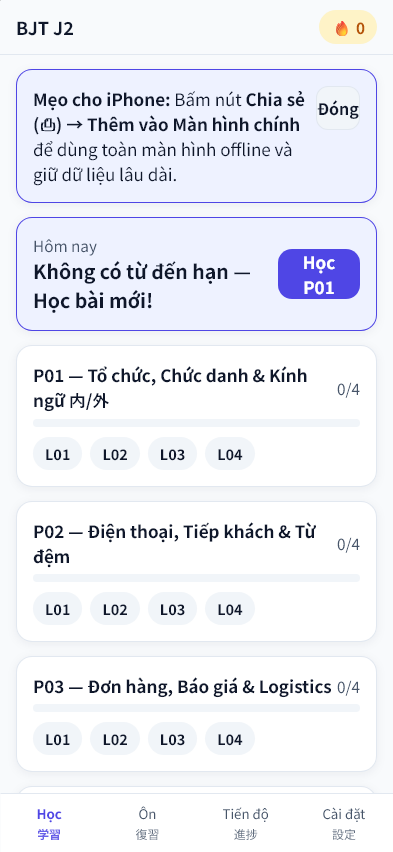 BJT J2
🔥 0
Mẹo cho iPhone: Bấm nút Chia sẻ
(⎙) → Thêm vào Màn hình chính
để dùng toàn màn hình offline và
giữ dữ liệu lâu dài.
Đóng
Hôm nay
Không có từ đến hạn —
Học bài mới!
Học
P01
P01 — Tổ chức, Chức danh & Kính
ngữ 内/外
0/4
L01 L02 L03 L04
P02 — Điện thoại, Tiếp khách & Từ
đệm
0/4
L01 L02 L03 L04
P03 — Đơn hàng, Báo giá & Logistics 0/4
L01 L02 L03 L04
Học Ôn Tiến độ Cài đặt
学習 復習 進捗 設定